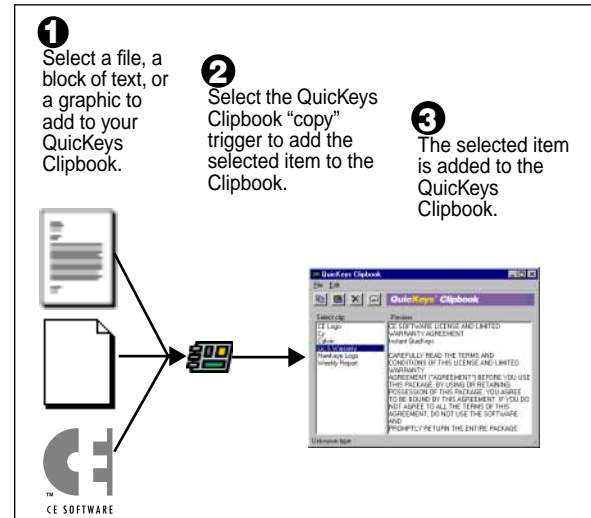 1
Select a file, a
block of text, or
a graphic to
add to your
QuicKeys
Clipbook.
2
Select the QuicKeys
Clipbook “copy”
trigger to add the
selected item to the
Clipbook.
3
The selected item
is added to the
QuicKeys
Clipbook.
QuicKeys Clipbook
File Edit
QuicKeys® Clipbook
Select clip:
Preview
CE Logo
Cy
Calvin
Lic & Warranty
Hawkeye Logo
Weekly Report
CE SOFTWARE LICENSE AND LIMITED
WARRANTY AGREEMENT
Instant QuicKeys
CAREFULLY READ THE TERMS AND
CONDITIONS OF THIS LICENSE AND LIMITED
WARRANTY
AGREEMENT ("AGREEMENT") BEFORE YOU USE
THIS PACKAGE. BY USING OR RETAINING
POSSESSION OF THIS PACKAGE, YOU AGREE
TO BE BOUND BY THIS AGREEMENT. IF YOU DO
NOT AGREE TO ALL THE TERMS OF THIS
AGREEMENT, DO NOT USE THE SOFTWARE
AND
PROMPTLY RETURN THE ENTIRE PACKAGE
Unknown type
CE
TM
CE SOFTWARE